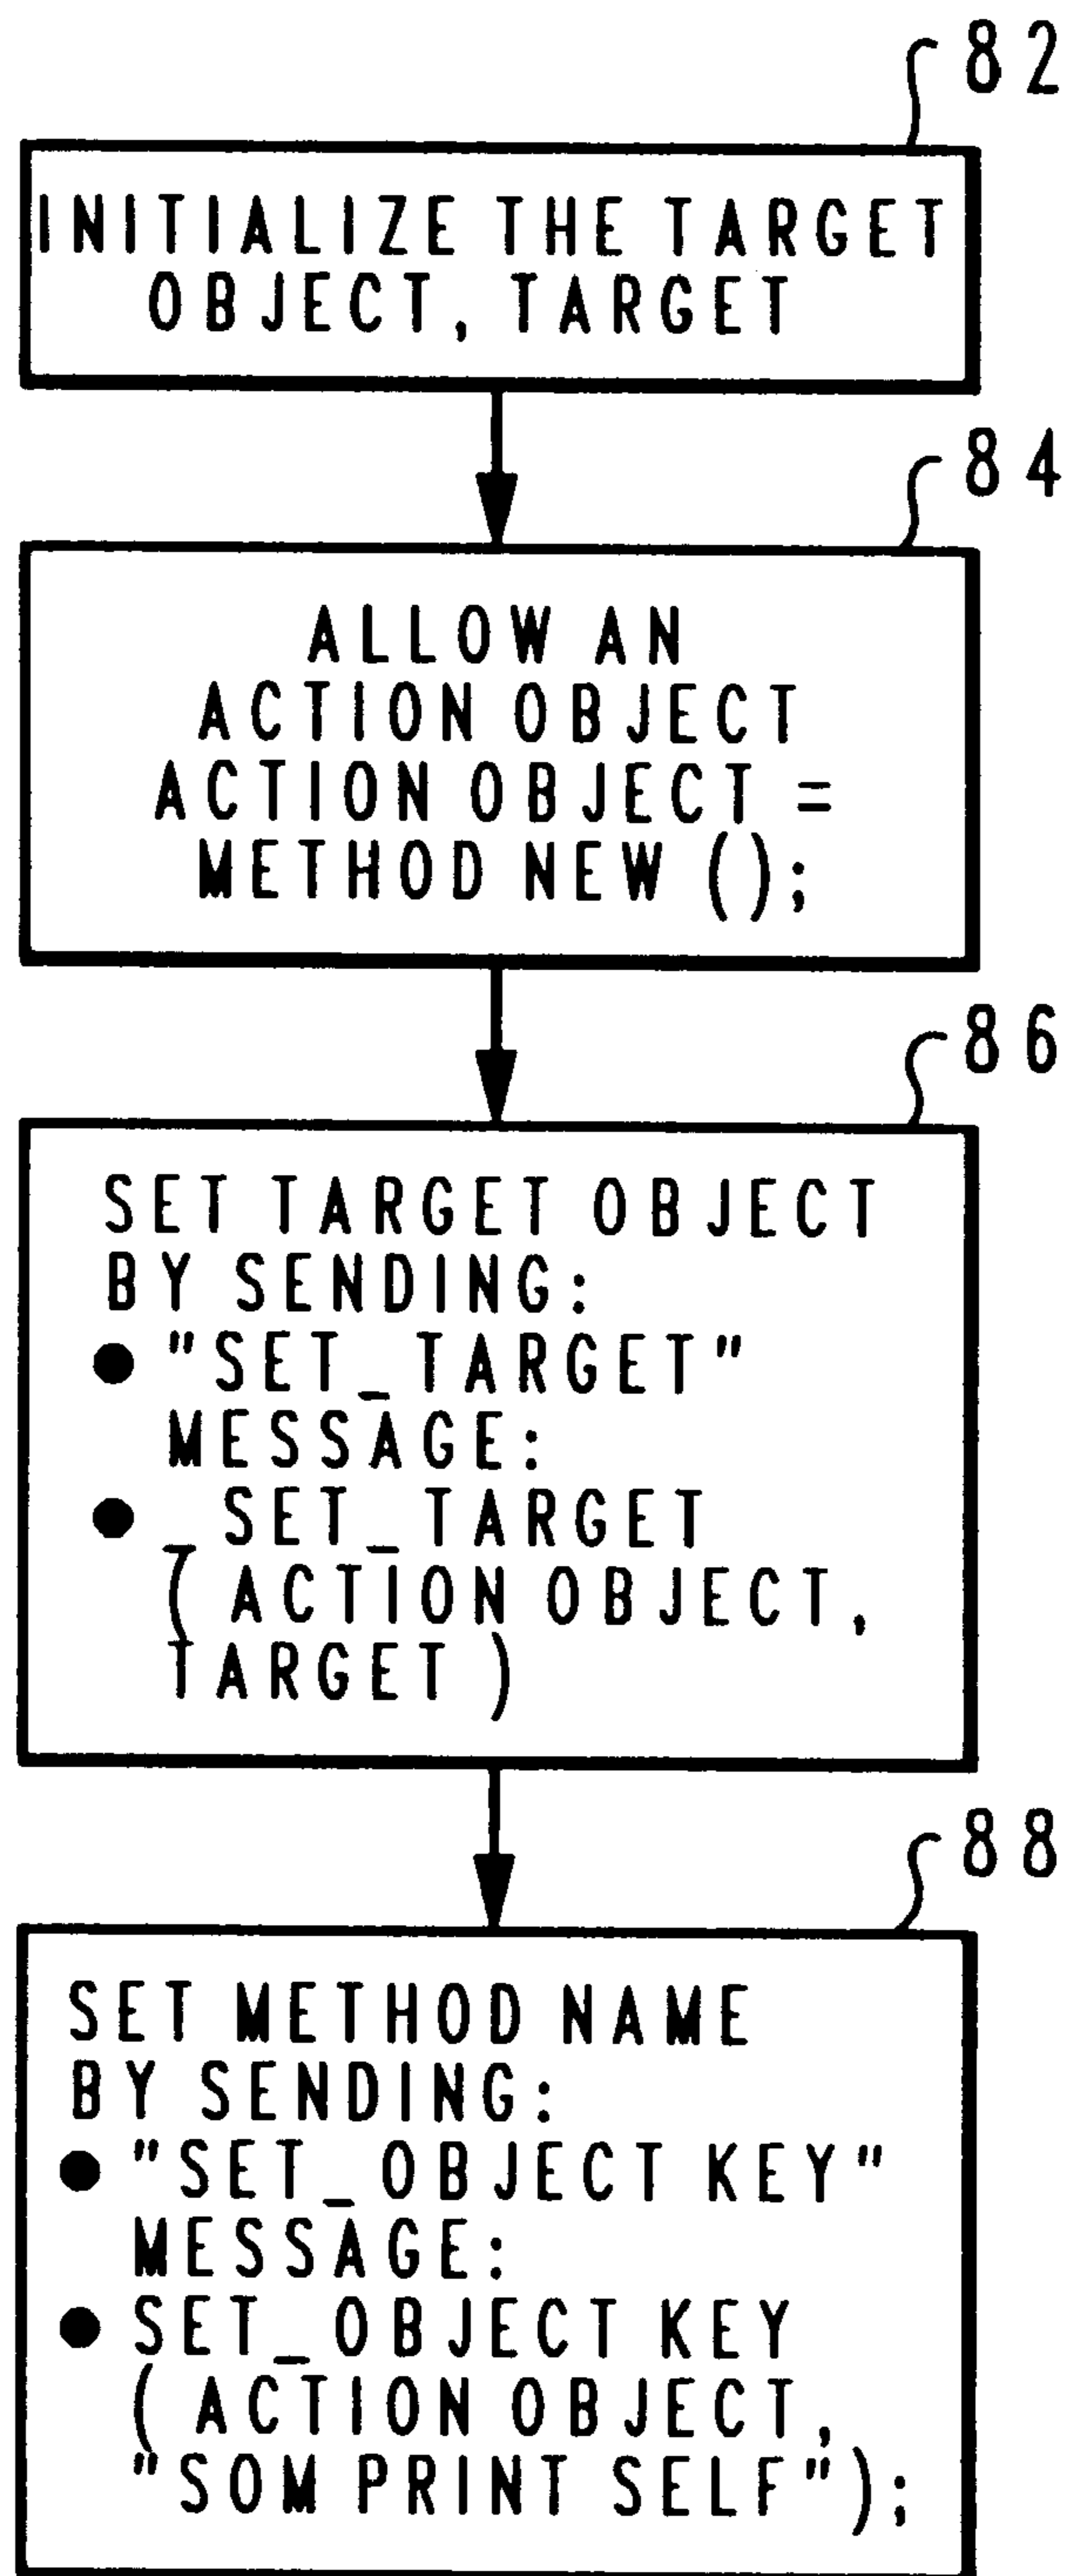 82
INITIALIZE THE TARGET
OBJECT, TARGET
84
ALLOW AN
ACTION OBJECT
ACTION OBJECT =
METHOD NEW ();
86
SET TARGET OBJECT
BY SENDING:
● "SET_TARGET"
MESSAGE:
● _SET_TARGET
(ACTION OBJECT,
TARGET)
88
SET METHOD NAME
BY SENDING:
● "SET_OBJECT KEY"
MESSAGE:
● SET_OBJECT KEY
(ACTION OBJECT,
"SOM PRINT SELF");